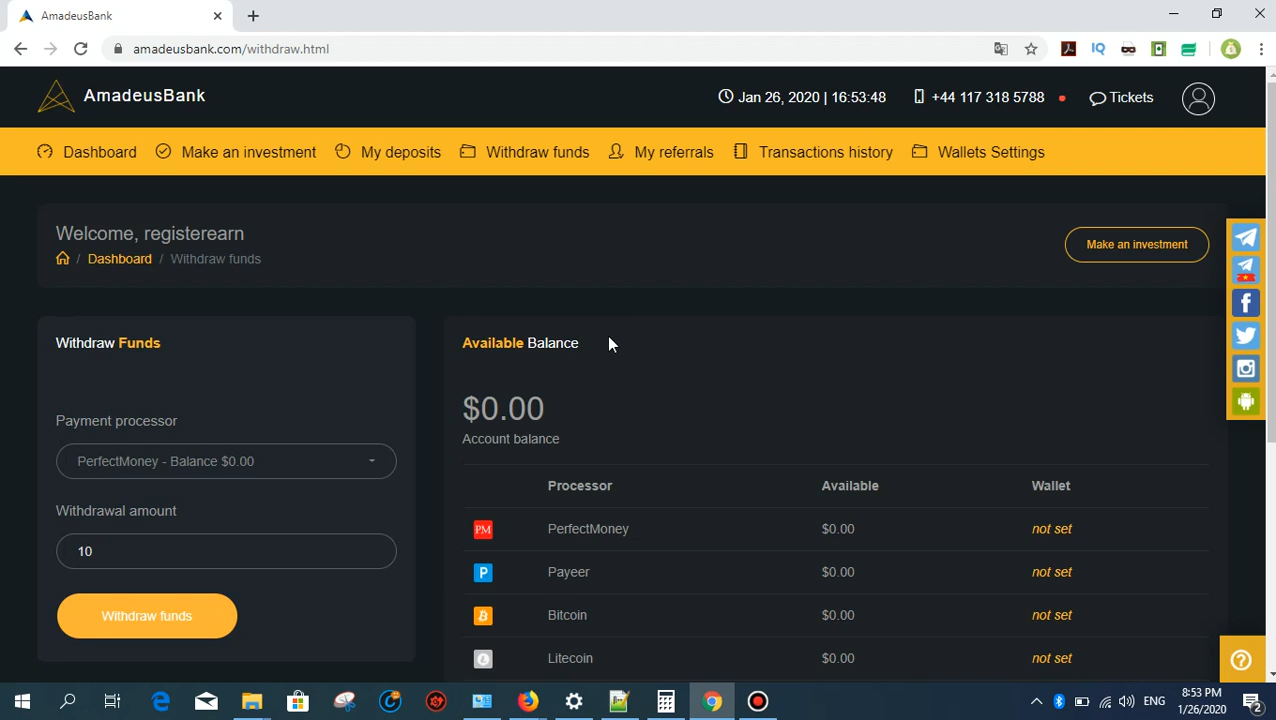 AmadeusBank
amadeusbank.com/withdraw.html
IQ
AmadeusBank
Jan 26, 2020 | 16:53:48
+44 117 318 5788
Tickets
Dashboard
Make an investment
My deposits
Withdraw funds
My referrals
Transactions history
Wallets Settings
Welcome, registerearn
/ Dashboard / Withdraw funds
Make an investment
Withdraw Funds
Payment processor
PerfectMoney - Balance $0.00
Withdrawal amount
10
Withdraw funds
Available Balance
$0.00
Account balance
Processor Available Wallet
PM PerfectMoney $0.00 not set
P Payeer $0.00 not set
Bitcoin $0.00 not set
Litecoin $0.00 not set
ENG
8:53 PM
1/26/2020
2